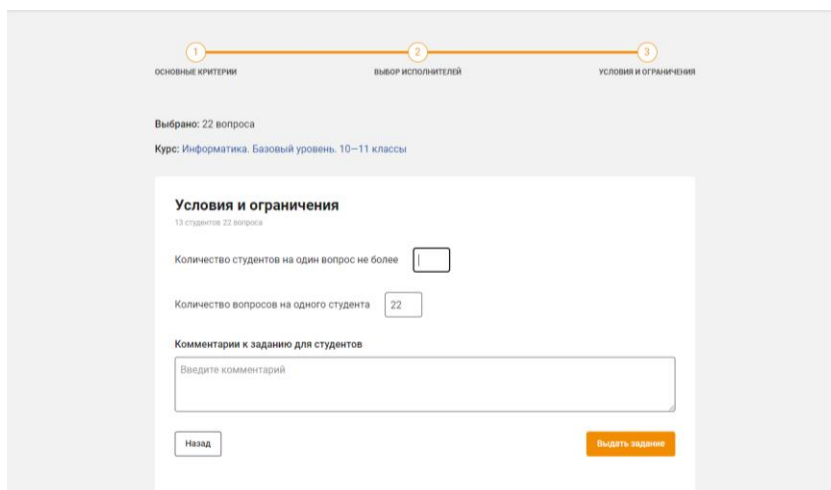 1 2 3
ОСНОВНЫЕ КРИТЕРИИ ВЫБОР ИСПОЛНИТЕЛЕЙ УСЛОВИЯ И ОГРАНИЧЕНИЯ
Выбрано: 22 вопроса
Курс: Информатика. Базовый уровень. 10—11 классы
Условия и ограничения
13 студентов 22 вопроса
Количество студентов на один вопрос не более
Количество вопросов на одного студента 22
Комментарии к заданию для студентов
Введите комментарий
Назад Выдать задание